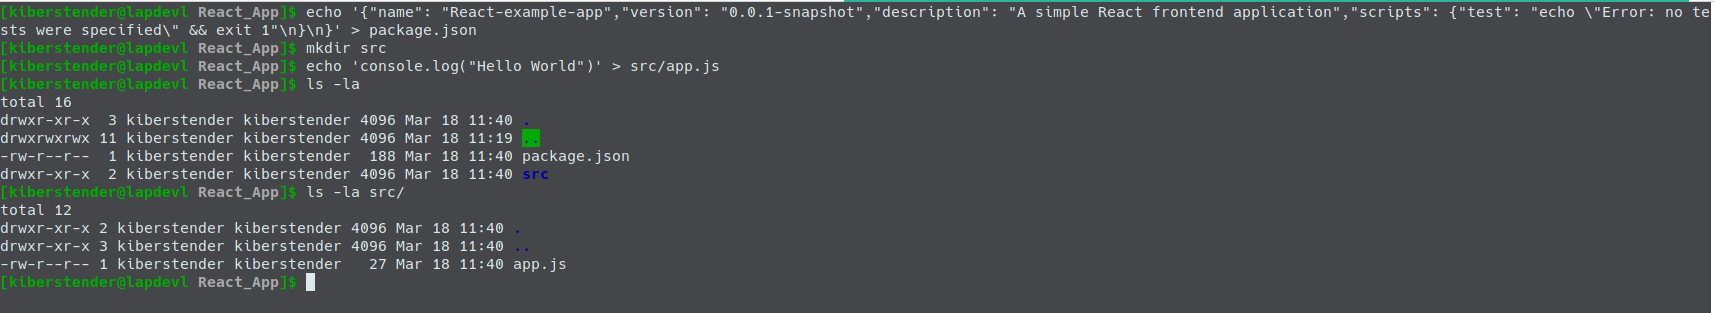 [kiberstender@lapdevl React_App]$ echo '{"name": "React-example-app","version": "0.0.1-snapshot","description": "A simple React frontend application","scripts": {"test": "echo \"Error: no te
sts were specified\" && exit 1"\n}\n}' > package.json
[kiberstender@lapdevl React_App]$ mkdir src
[kiberstender@lapdevl React_App]$ echo 'console.log("Hello World")' > src/app.js
[kiberstender@lapdevl React_App]$ ls -la
total 16
drwxr-xr-x  3 kiberstender kiberstender 4096 Mar 18 11:40 .
drwxrwxrwx 11 kiberstender kiberstender 4096 Mar 18 11:19 ..
-rw-r--r--  1 kiberstender kiberstender  188 Mar 18 11:40 package.json
drwxr-xr-x  2 kiberstender kiberstender 4096 Mar 18 11:40 src
[kiberstender@lapdevl React_App]$ ls -la src/
total 12
drwxr-xr-x 2 kiberstender kiberstender 4096 Mar 18 11:40 .
drwxr-xr-x 3 kiberstender kiberstender 4096 Mar 18 11:40 ..
-rw-r--r-- 1 kiberstender kiberstender   27 Mar 18 11:40 app.js
[kiberstender@lapdevl React_App]$